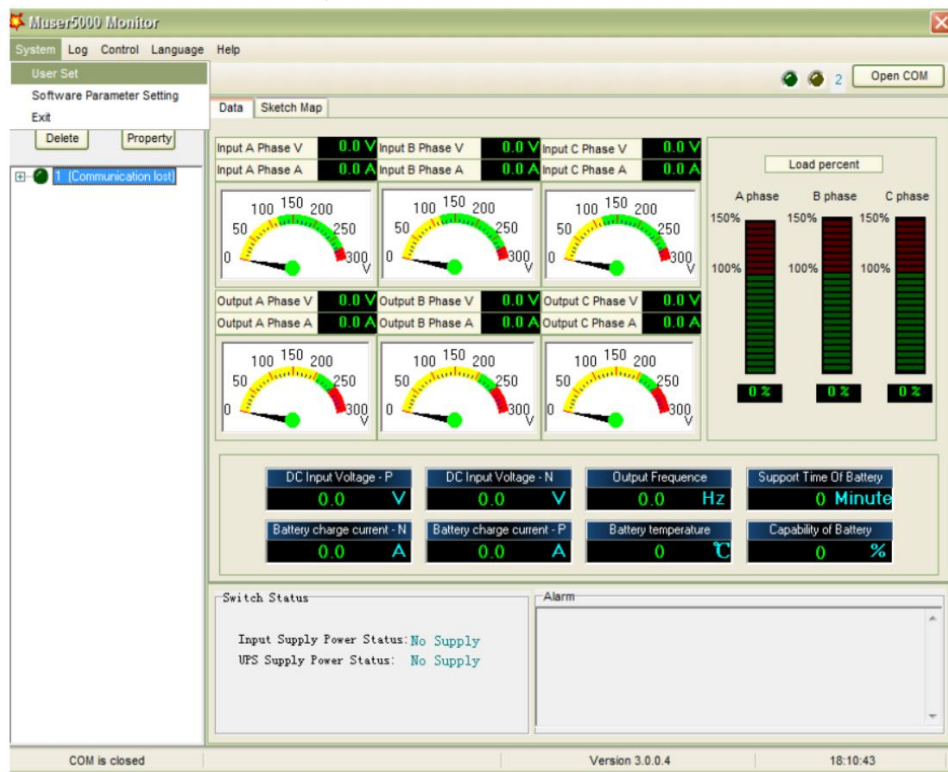 Muser5000 Monitor
System Log Control Language Help
User Set
Software Parameter Setting
Exit
2 Open COM
Data Sketch Map
Delete Property
1 (Communication lost)
Input A Phase V 0.0 V Input B Phase V 0.0 V Input C Phase V 0.0 V
Input A Phase A 0.0 A Input B Phase A 0.0 A Input C Phase A 0.0 A
0 50 100 150 200 250 300 V
0 50 100 150 200 250 300 V
0 50 100 150 200 250 300 V
Output A Phase V 0.0 V Output B Phase V 0.0 V Output C Phase V 0.0 V
Output A Phase A 0.0 A Output B Phase A 0.0 A Output C Phase A 0.0 A
0 50 100 150 200 250 300 V
0 50 100 150 200 250 300 V
0 50 100 150 200 250 300 V
Load percent
A phase B phase C phase
150% 150% 150%
100% 100% 100%
0 % 0 % 0 %
DC Input Voltage - P DC Input Voltage - N Output Frequence Support Time Of Battery
0.0 V 0.0 V 0.0 Hz 0 Minute
Battery charge current - N Battery charge current - P Battery temperature Capability of Battery
0.0 A 0.0 A 0 ℃ 0 %
Switch Status
Input Supply Power Status: No Supply
UPS Supply Power Status: No Supply
Alarm
COM is closed Version 3.0.0.4 18:10:43